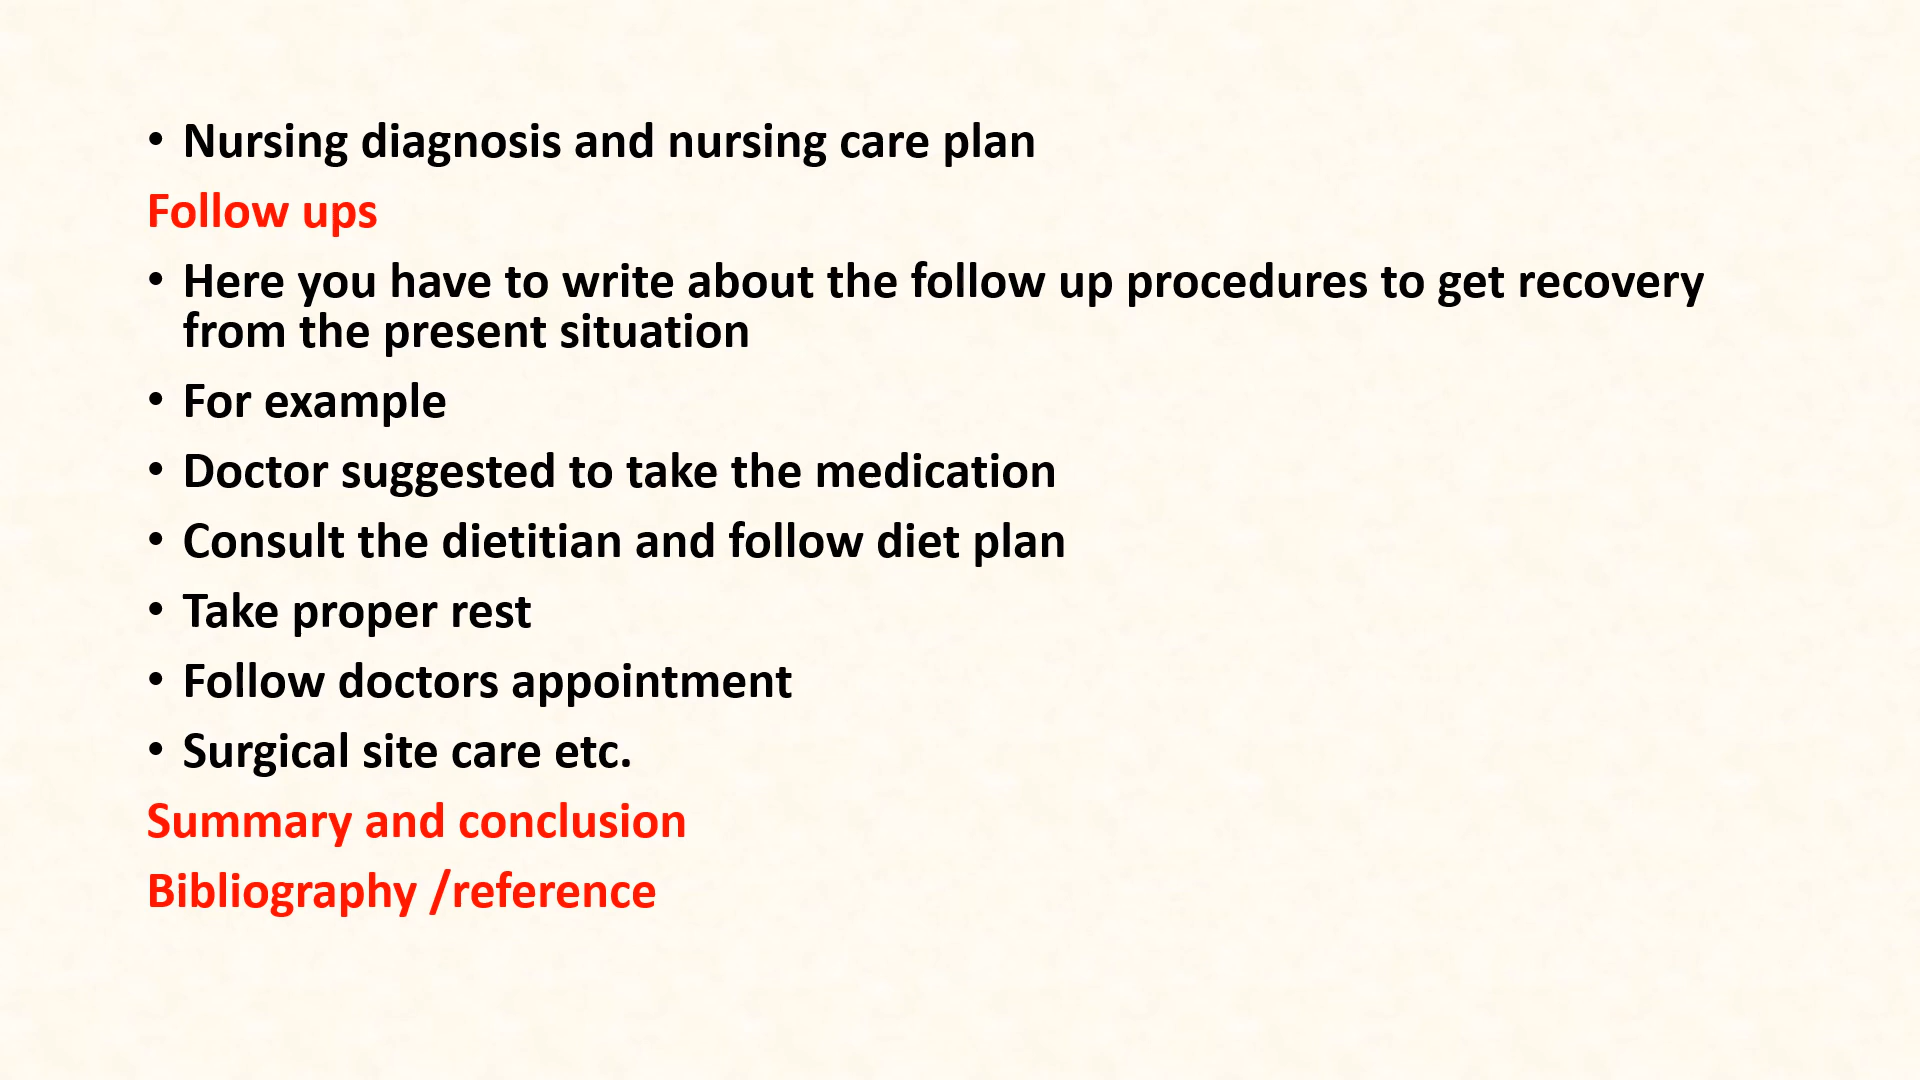 • Nursing diagnosis and nursing care plan
Follow ups
• Here you have to write about the follow up procedures to get recovery
from the present situation
• For example
• Doctor suggested to take the medication
• Consult the dietitian and follow diet plan
• Take proper rest
• Follow doctors appointment
• Surgical site care etc.
Summary and conclusion
Bibliography /reference